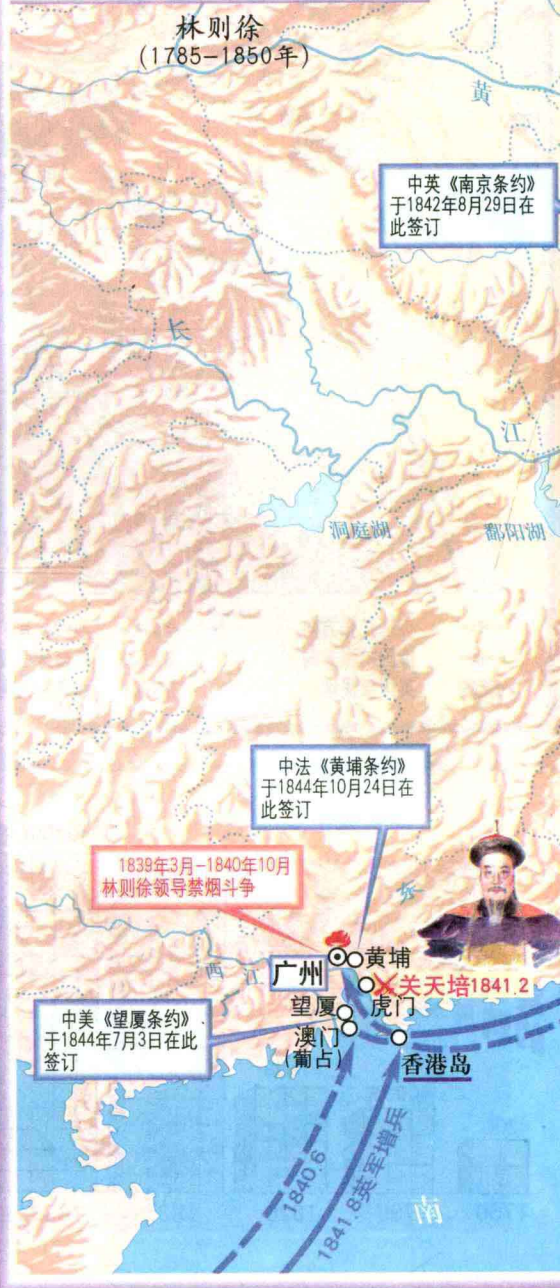 林则徐
(1785-1850年)
黄
中英《南京条约》
于1842年8月29日在
此签订
长
江
洞庭湖
鄱阳湖
中法《黄埔条约》
于1844年10月24日在
此签订
1839年3月-1840年10月
林则徐领导禁烟斗争
东
西 江
广州
黄埔
关天培1841.2
虎门
望厦
澳门
(葡占)
香港岛
中美《望厦条约》
于1844年7月3日在此
签订
1840.6
1841.8英军增兵
南